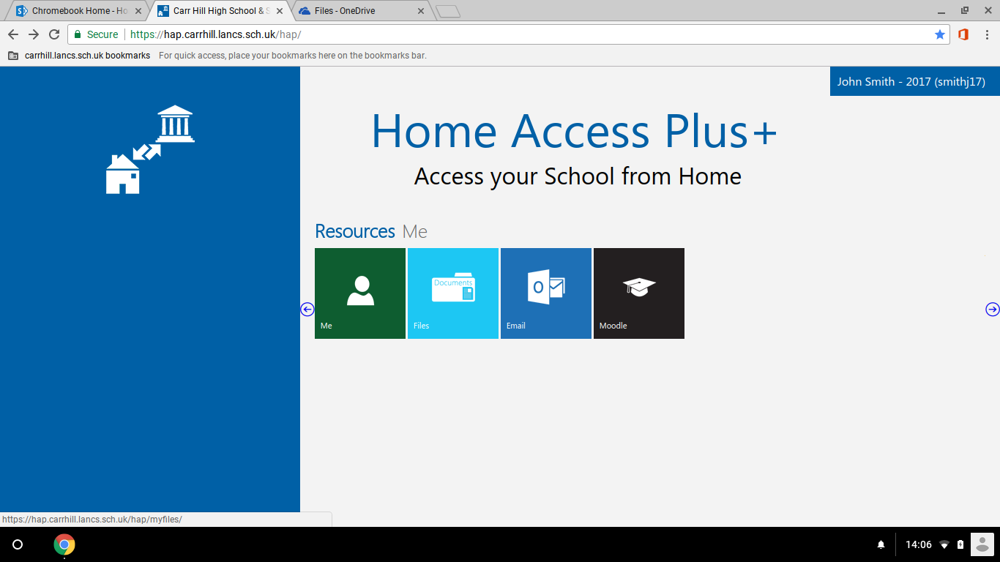 Chromebook Home - Ho
Carr Hill High School & S
Files - OneDrive
Secure https://hap.carrhill.lancs.sch.uk/hap/
carrhill.lancs.sch.uk bookmarks For quick access, place your bookmarks here on the bookmarks bar.
John Smith - 2017 (smithj17)
Home Access Plus+
Access your School from Home
Resources Me
Documents
Me
Files
Email
Moodle
https://hap.carrhill.lancs.sch.uk/hap/myfiles/
14:06